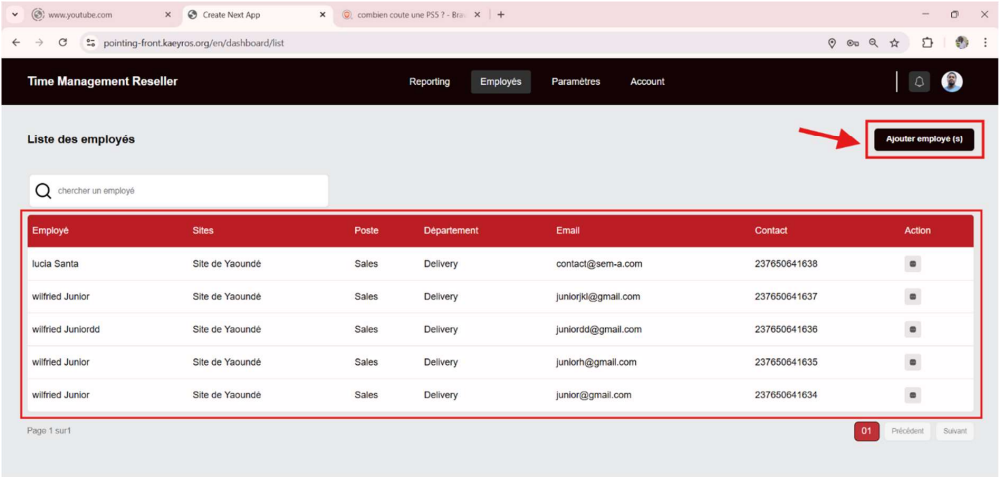 www.youtube.com
Create Next App
combien coute une PS5 ? - Bra
pointing-front.kaeyros.org/en/dashboard/list
Time Management Reseller
Reporting
Employés
Paramètres
Account
Liste des employés
Ajouter employe (s)
chercher un employé
Employé Sites Poste Département Email Contact Action
lucia Santa Site de Yaoundé Sales Delivery contact@sem-a.com 237650641638
wilfried Junior Site de Yaoundé Sales Delivery juniorjkl@gmail.com 237650641637
wilfried Juniordd Site de Yaoundé Sales Delivery juniordd@gmail.com 237650641636
wilfried Junior Site de Yaoundé Sales Delivery juniorh@gmail.com 237650641635
wilfried Junior Site de Yaoundé Sales Delivery junior@gmail.com 237650641634
Page 1 sur1
01 Précédent Suivant